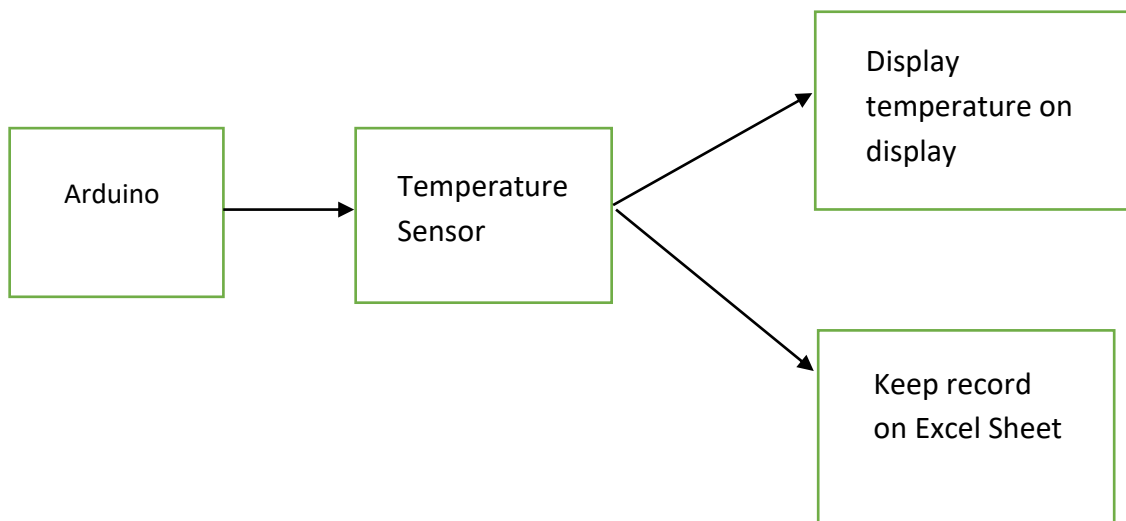 Arduino
Temperature
Sensor
Display
temperature on
display
Keep record
on Excel Sheet